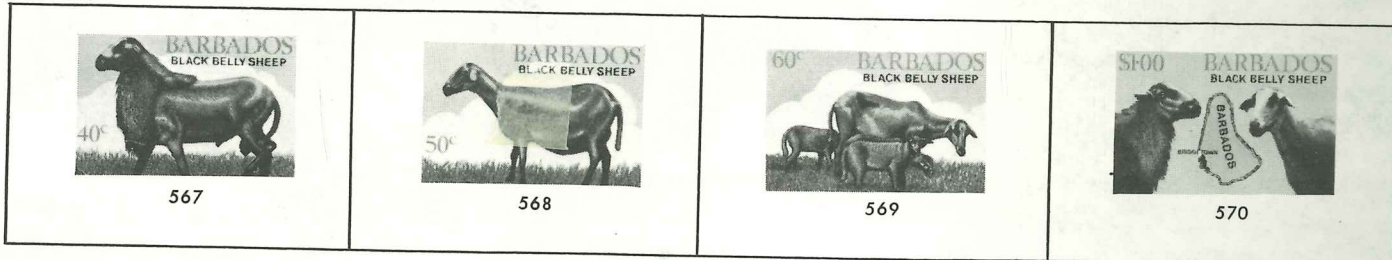 BARBADOS
BLACK BELLY SHEEP
40c
567
BARBADOS
BLACK BELLY SHEEP
50c
568
60c BARBADOS
BLACK BELLY SHEEP
569
$1·00 BARBADOS
BLACK BELLY SHEEP
BARBADOS
BRIDGETOWN
570